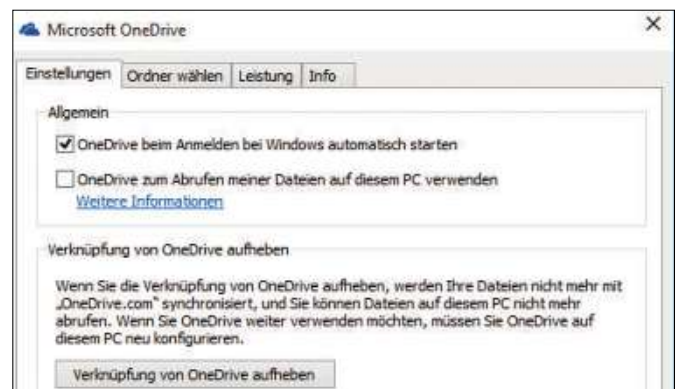 Microsoft OneDrive
Einstellungen Ordner wählen Leistung Info
Allgemein
OneDrive beim Anmelden bei Windows automatisch starten
OneDrive zum Abrufen meiner Dateien auf diesem PC verwenden
Weitere Informationen
Verknüpfung von OneDrive aufheben
Wenn Sie die Verknüpfung von OneDrive aufheben, werden Ihre Dateien nicht mehr mit
„OneDrive.com“ synchronisiert, und Sie können Dateien auf diesem PC nicht mehr
abrufen. Wenn Sie OneDrive weiter verwenden möchten, müssen Sie OneDrive auf
diesem PC neu konfigurieren.
Verknüpfung von OneDrive aufheben